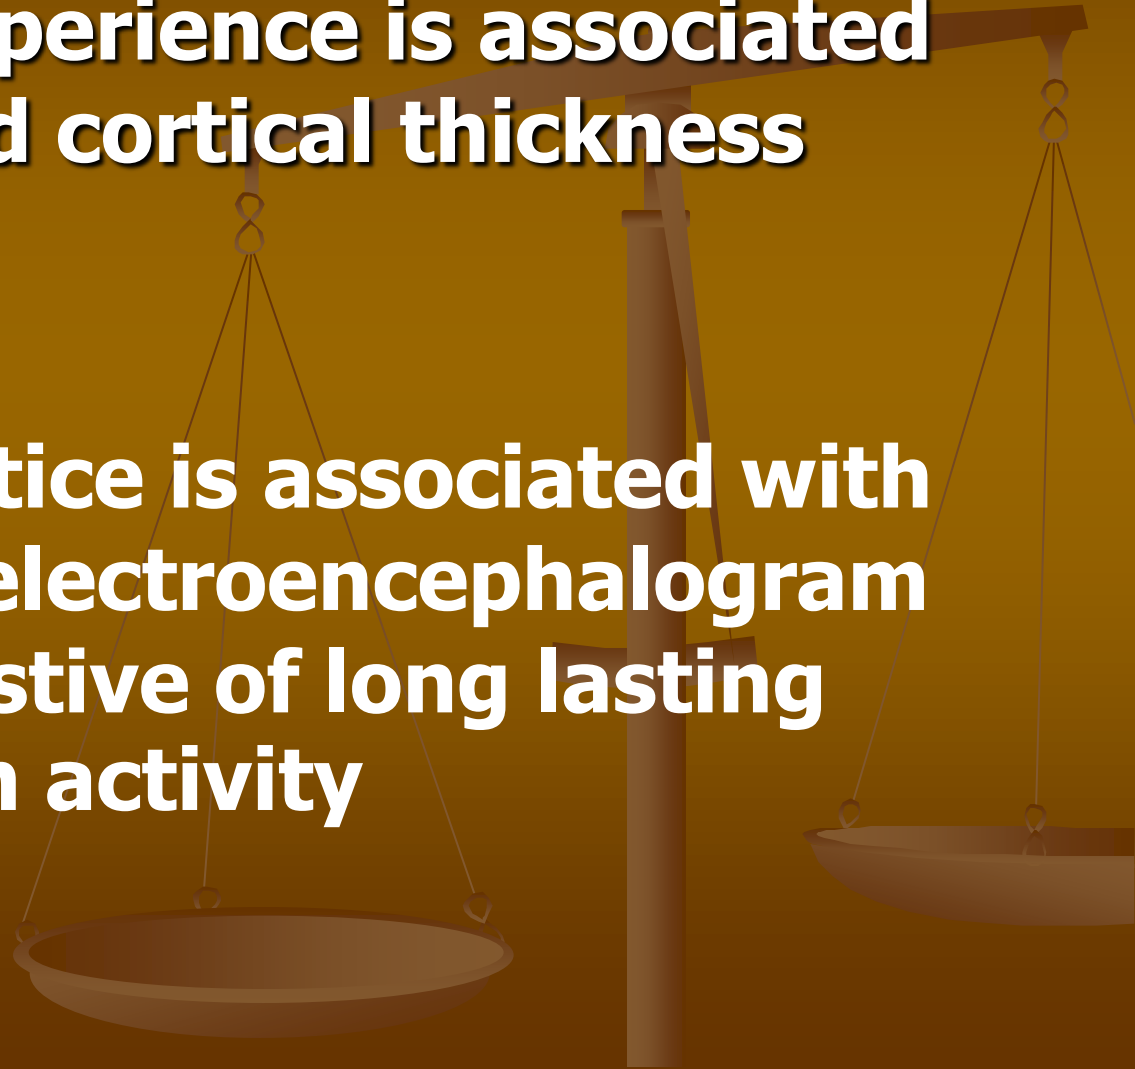 perience is associated
d cortical thickness
tice is associated with
electroencephalogram
stive of long lasting
n activity